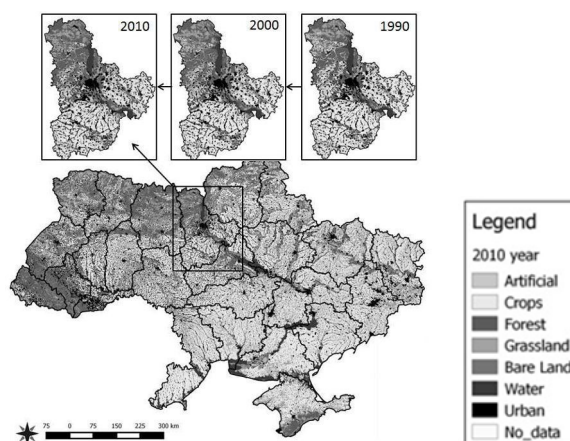 2010
2000
1990
Legend
2010 year
Artificial
Crops
Forest
Grassland
Bare Land
Water
Urban
No_data
75 0 75 150 225 300 km